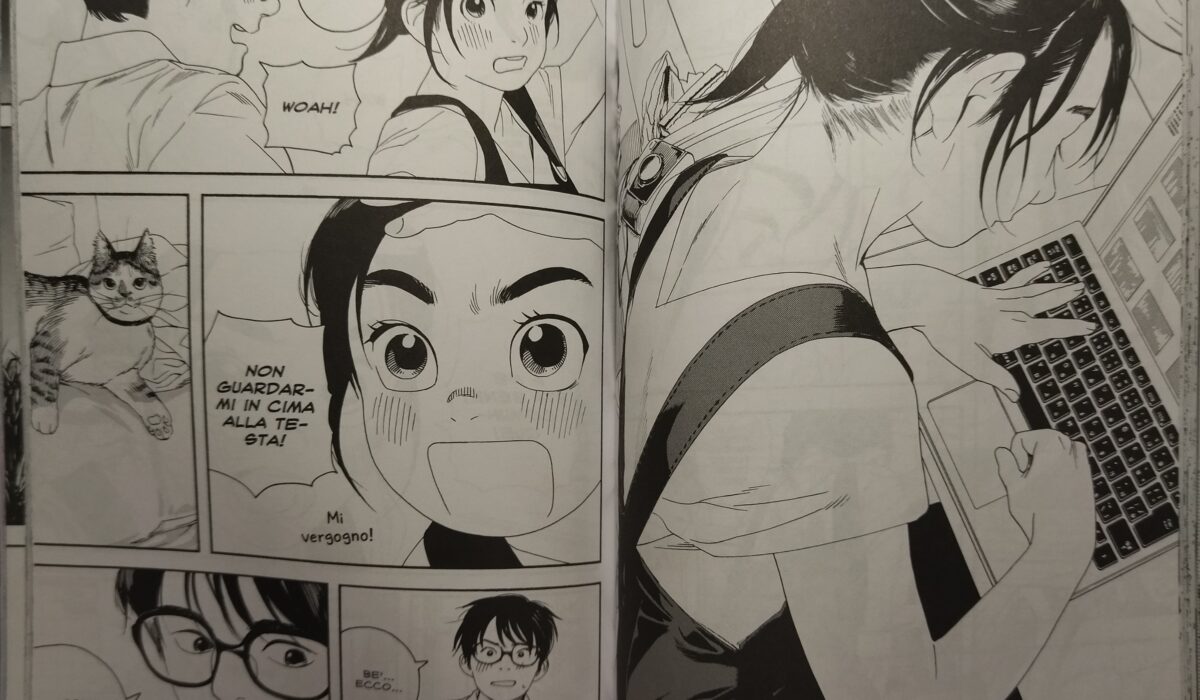 WOAH!
NON
GUARDAR-
MI IN CIMA
ALLA TE-
STA!
Mi
vergogno!
BE'...
ECCO...